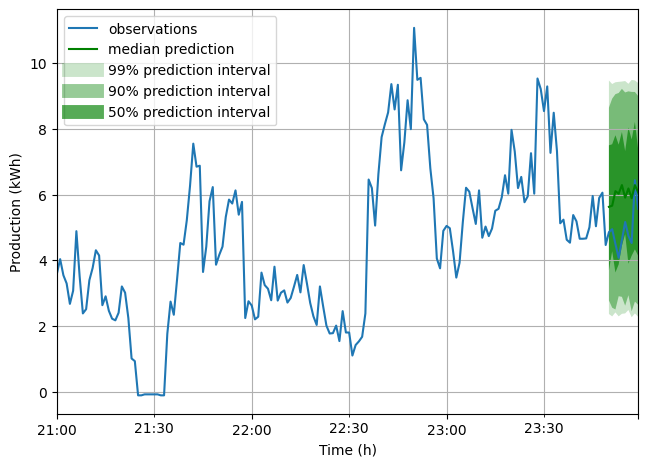 observations
median prediction
99% prediction interval
90% prediction interval
50% prediction interval
10
8
6
4
2
0
Production (kWh)
21:00
21:30
22:00
22:30
23:00
23:30
Time (h)